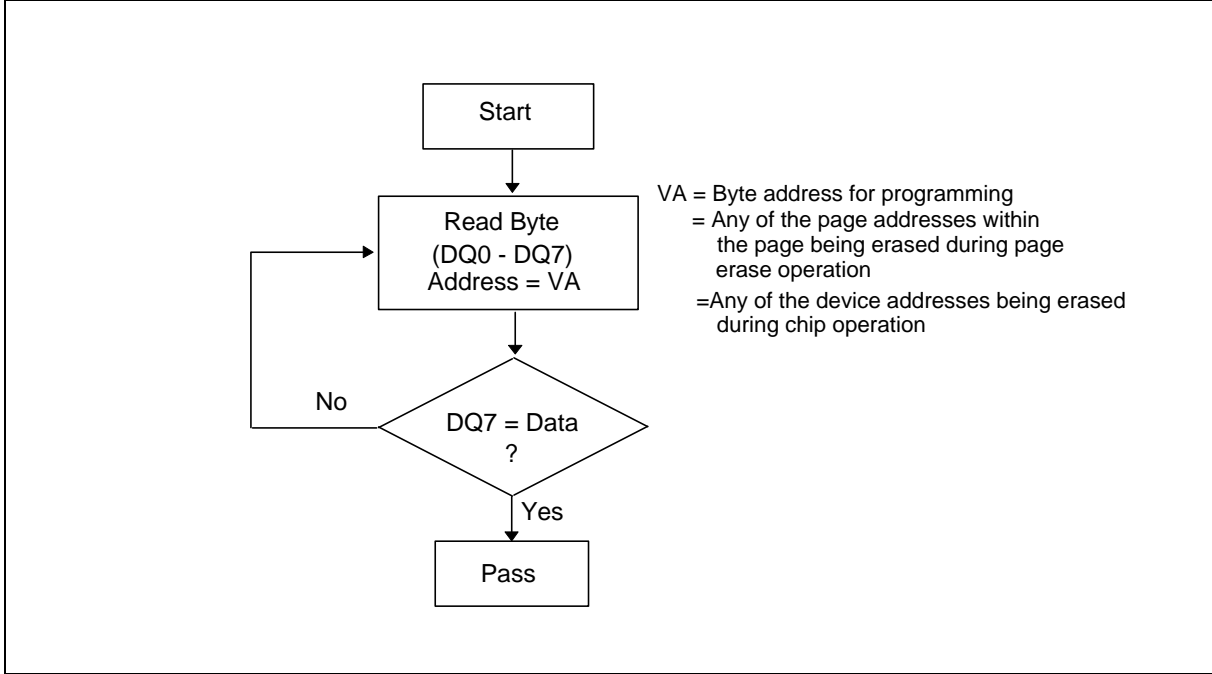 Start
Read Byte
(DQ0 - DQ7)
Address = VA
VA = Byte address for programming
= Any of the page addresses within
the page being erased during page
erase operation
=Any of the device addresses being erased
during chip operation
No
DQ7 = Data
?
Yes
Pass